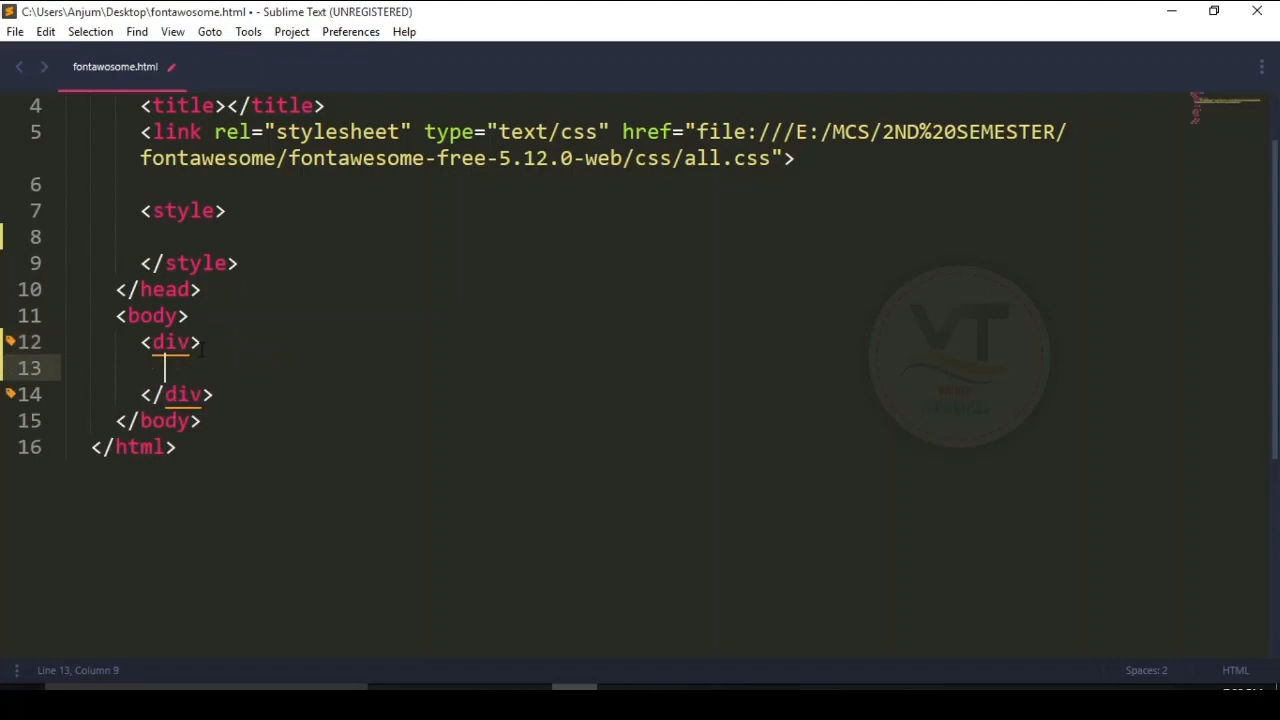 C:\Users\Anjum\Desktop\fontawosome.html • - Sublime Text (UNREGISTERED)
File Edit Selection Find View Goto Tools Project Preferences Help
fontawosome.html
4 <title></title>
5 <link rel="stylesheet" type="text/css" href="file:///E:/MCS/2ND%20SEMESTER/
fontawesome/fontawesome-free-5.12.0-web/css/all.css">
6
7 <style>
8
9 </style>
10 </head>
11 <body>
12 <div>
13
14 </div>
15 </body>
16 </html>
VT
Line 13, Column 9
Spaces: 2
HTML